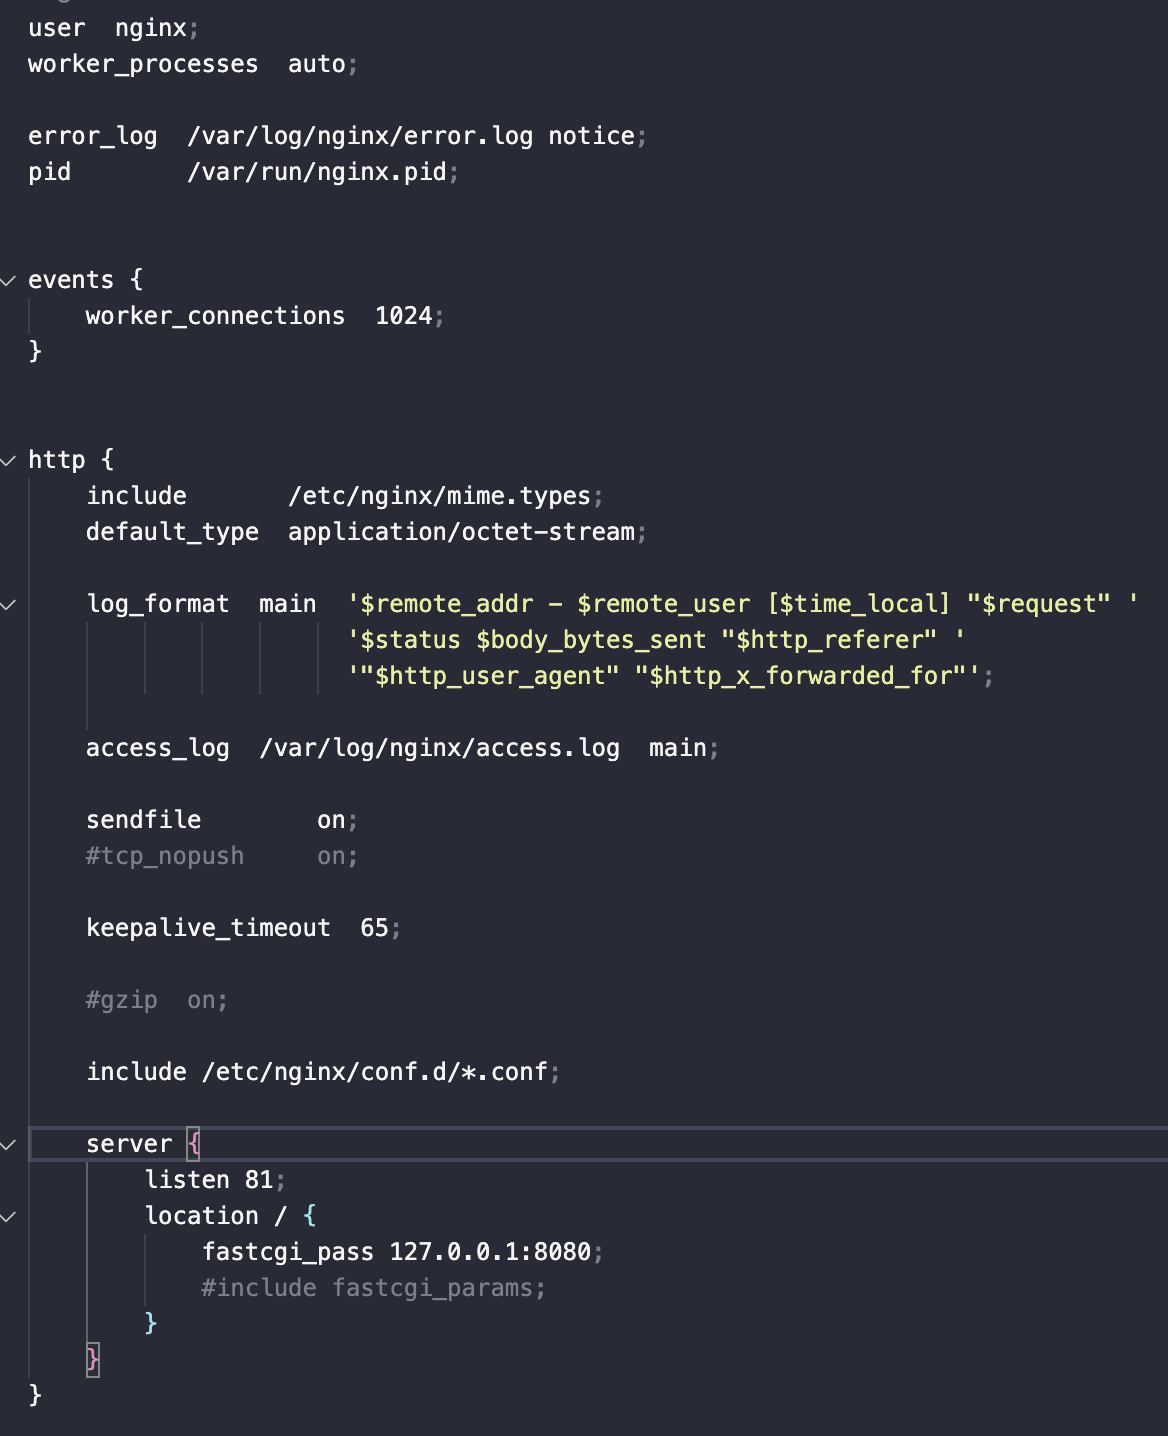 user  nginx;
worker_processes  auto;
error_log  /var/log/nginx/error.log notice;
pid        /var/run/nginx.pid;
events {
    worker_connections  1024;
}
http {
    include       /etc/nginx/mime.types;
    default_type  application/octet-stream;
    log_format  main  '$remote_addr - $remote_user [$time_local] "$request" '
                      '$status $body_bytes_sent "$http_referer" '
                      '"$http_user_agent" "$http_x_forwarded_for"';
    access_log  /var/log/nginx/access.log  main;
    sendfile        on;
    #tcp_nopush     on;
    keepalive_timeout  65;
    #gzip  on;
    include /etc/nginx/conf.d/*.conf;
    server {
        listen 81;
        location / {
            fastcgi_pass 127.0.0.1:8080;
            #include fastcgi_params;
        }
    }
}